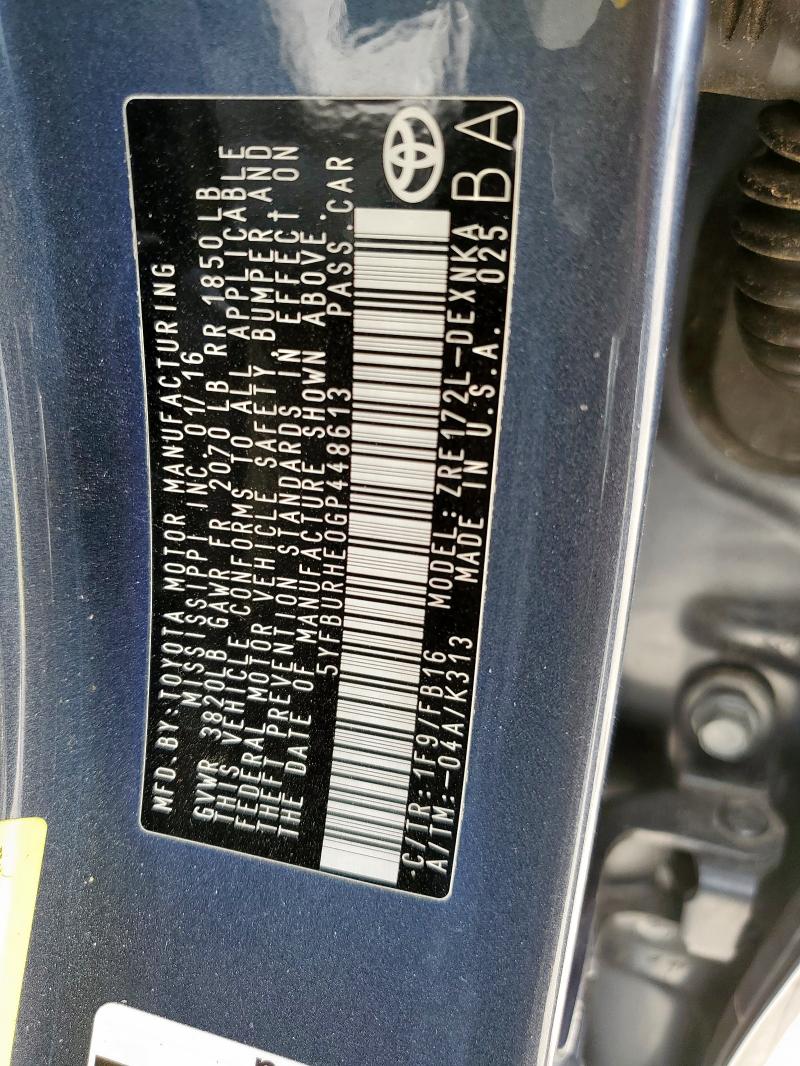 MFD.BY:TOYOTA MOTOR MANUFACTURING
MISSISSIPPI INC.01/16
GVWR 3820LB GAWR FR 2070 LB RR 1850 LB
THIS VEHICLE CONFORMS TO ALL APPLICABLE
FEDERAL MOTOR VEHICLE SAFETY, BUMPER AND
THEFT PREVENTION STANDARDS IN EFFECT ON
THE DATE OF MANUFACTURE SHOWN ABOVE.
5YFBURHE0GP448613 PASS.CAR
C/TR:1F9/FB16 MODEL:ZRE172L-DEXNKA
A/TM:-04A/K313 MADE IN U.S.A. 025
BA